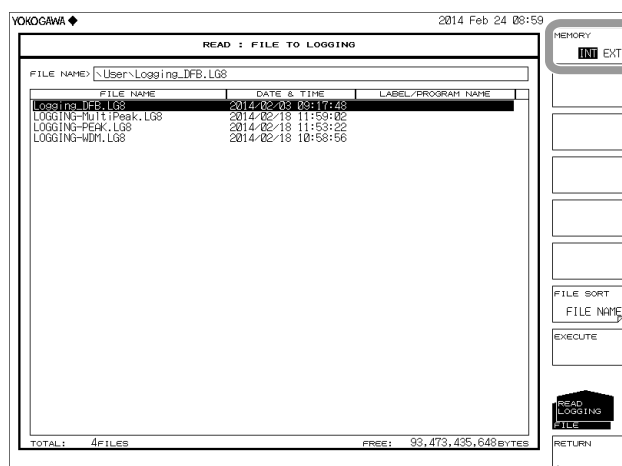 YOKOGAWA ◆ 2014 Feb 24 08:59
READ : FILE TO LOGGING
FILE NAME> \User\Logging_DFB.LG8
FILE NAME DATE & TIME LABEL/PROGRAM NAME
Logging_DFB.LG8 2014/02/03 09:17:48
LOGGING-MultiPeak.LG8 2014/02/18 11:59:02
LOGGING-PEAK.LG8 2014/02/18 11:53:22
LOGGING-WDM.LG8 2014/02/18 10:58:56
TOTAL: 4FILES FREE: 93,473,435,648BYTES
MEMORY
INT EXT
FILE SORT
FILE NAME
EXECUTE
READ
LOGGING
FILE
RETURN